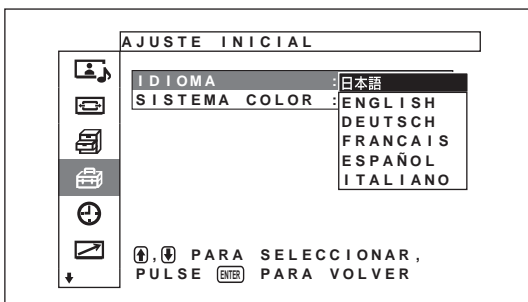 AJUSTE INICIAL
IDIOMA : 日本語
SISTEMA COLOR : ENGLISH
DEUTSCH
FRANCAIS
ESPAÑOL
ITALIANO
, PARA SELECCIONAR,
PULSE ENTER PARA VOLVER